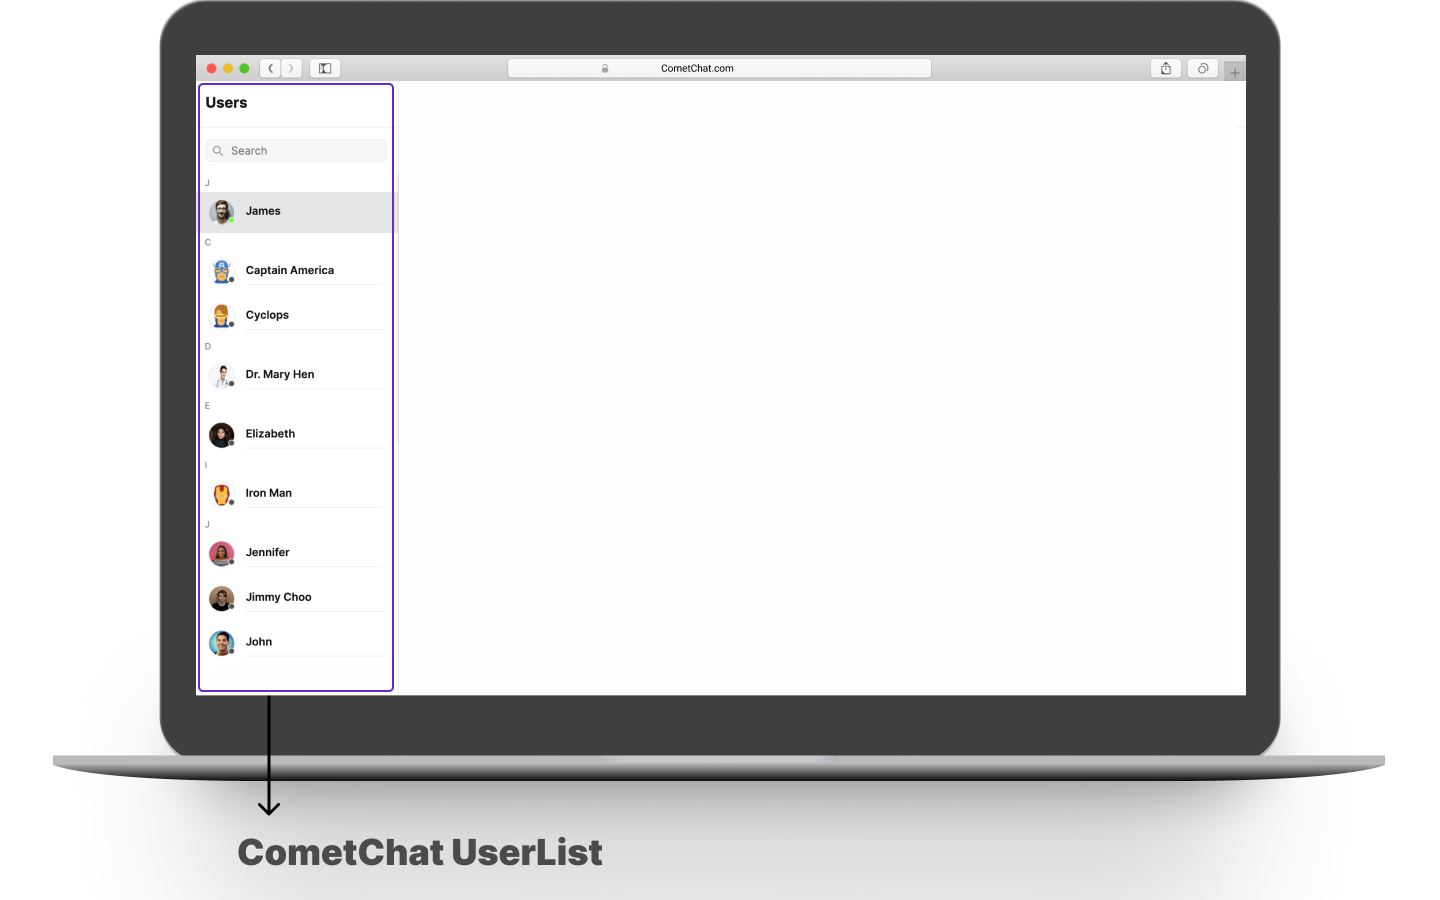 CometChat.com
Users
Search
J
James
C
Captain America
Cyclops
D
Dr. Mary Hen
E
Elizabeth
I
Iron Man
J
Jennifer
Jimmy Choo
John
CometChat UserList